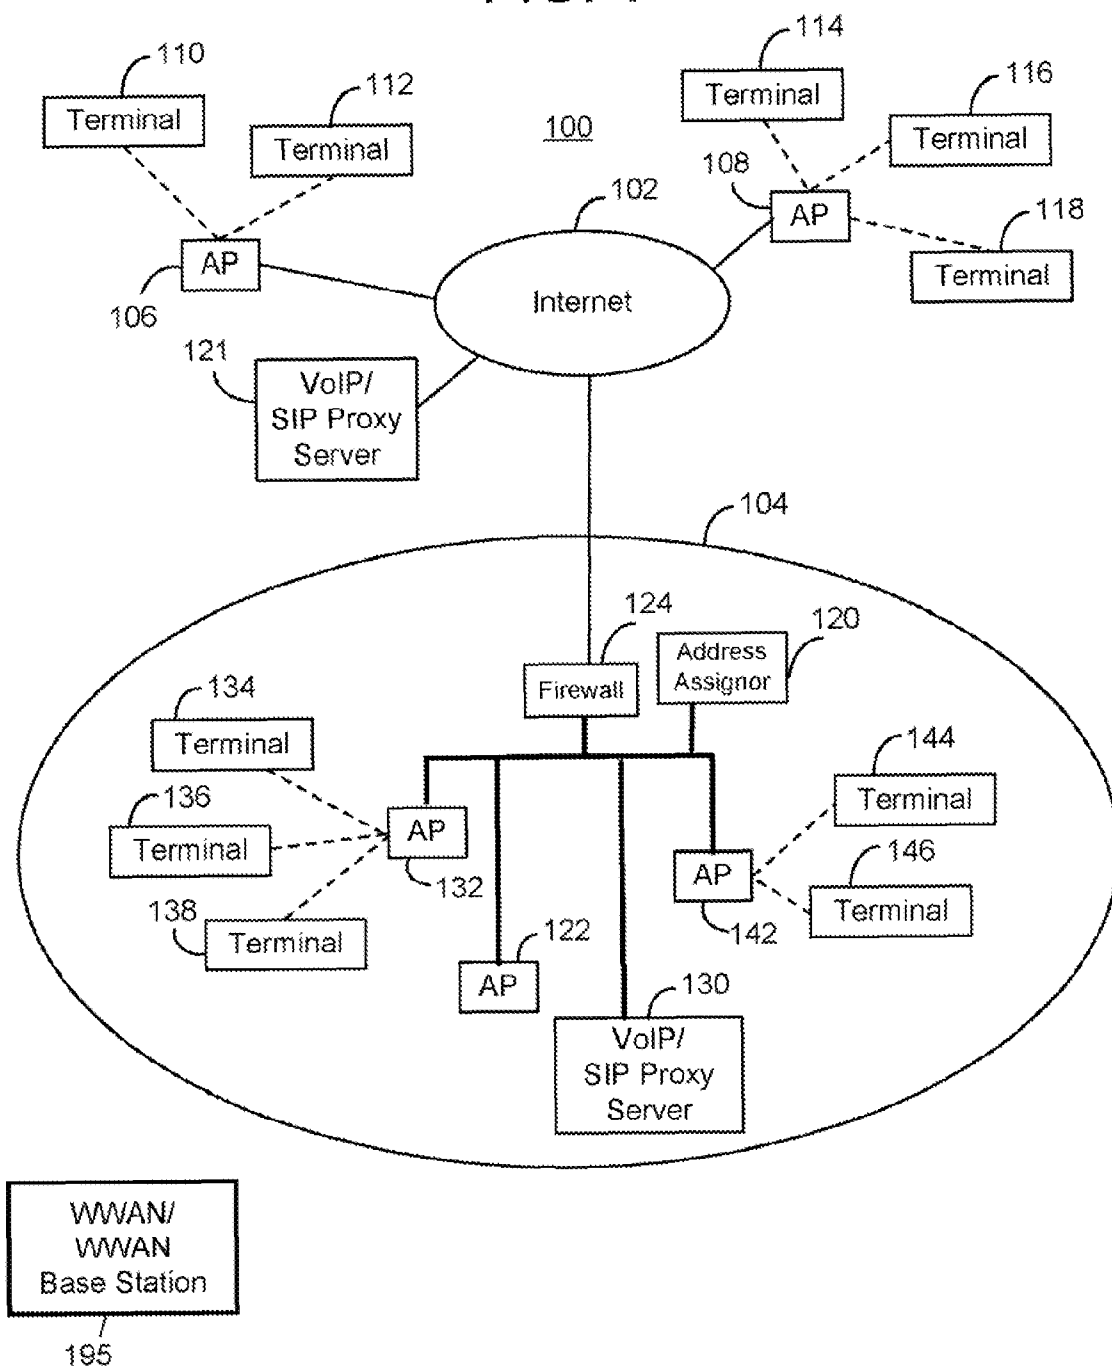 110
Terminal
112
Terminal
100
114
Terminal
116
Terminal
108
AP
118
Terminal
102
Internet
AP
106
121
VoIP/
SIP Proxy
Server
104
124
Firewall
120
Address
Assignor
134
Terminal
136
Terminal
138
Terminal
AP
132
122
AP
130
VoIP/
SIP Proxy
Server
AP
142
144
Terminal
146
Terminal
WWAN/
WWAN
Base Station
195